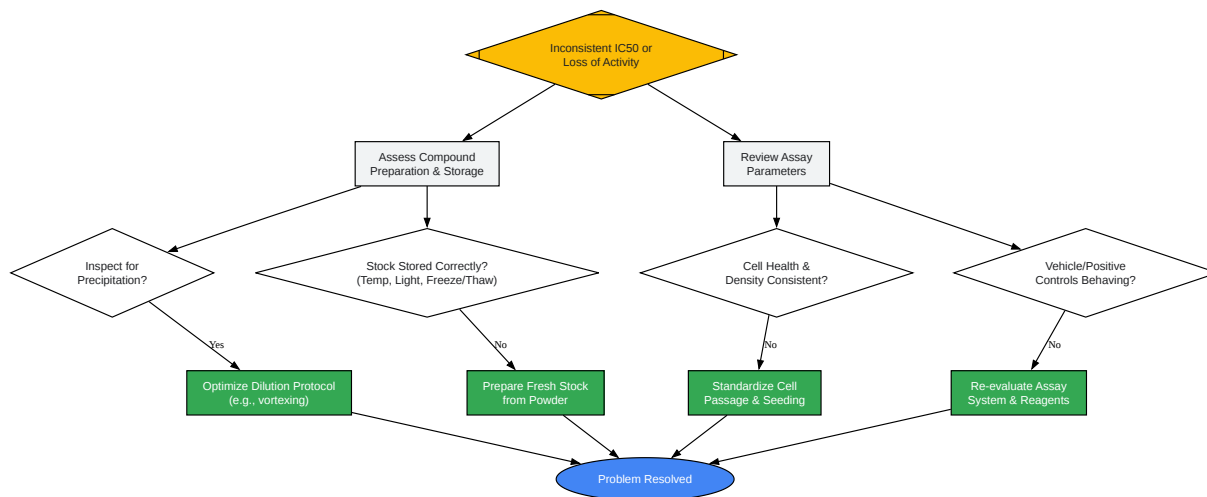 Inconsistent IC50 or
Loss of Activity
Assess Compound
Preparation & Storage
Review Assay
Parameters
Inspect for
Precipitation?
Stock Stored Correctly?
(Temp, Light, Freeze/Thaw)
Cell Health &
Density Consistent?
Vehicle/Positive
Controls Behaving?
Yes
No
No
No
Optimize Dilution Protocol
(e.g., vortexing)
Prepare Fresh Stock
from Powder
Standardize Cell
Passage & Seeding
Re-evaluate Assay
System & Reagents
Problem Resolved